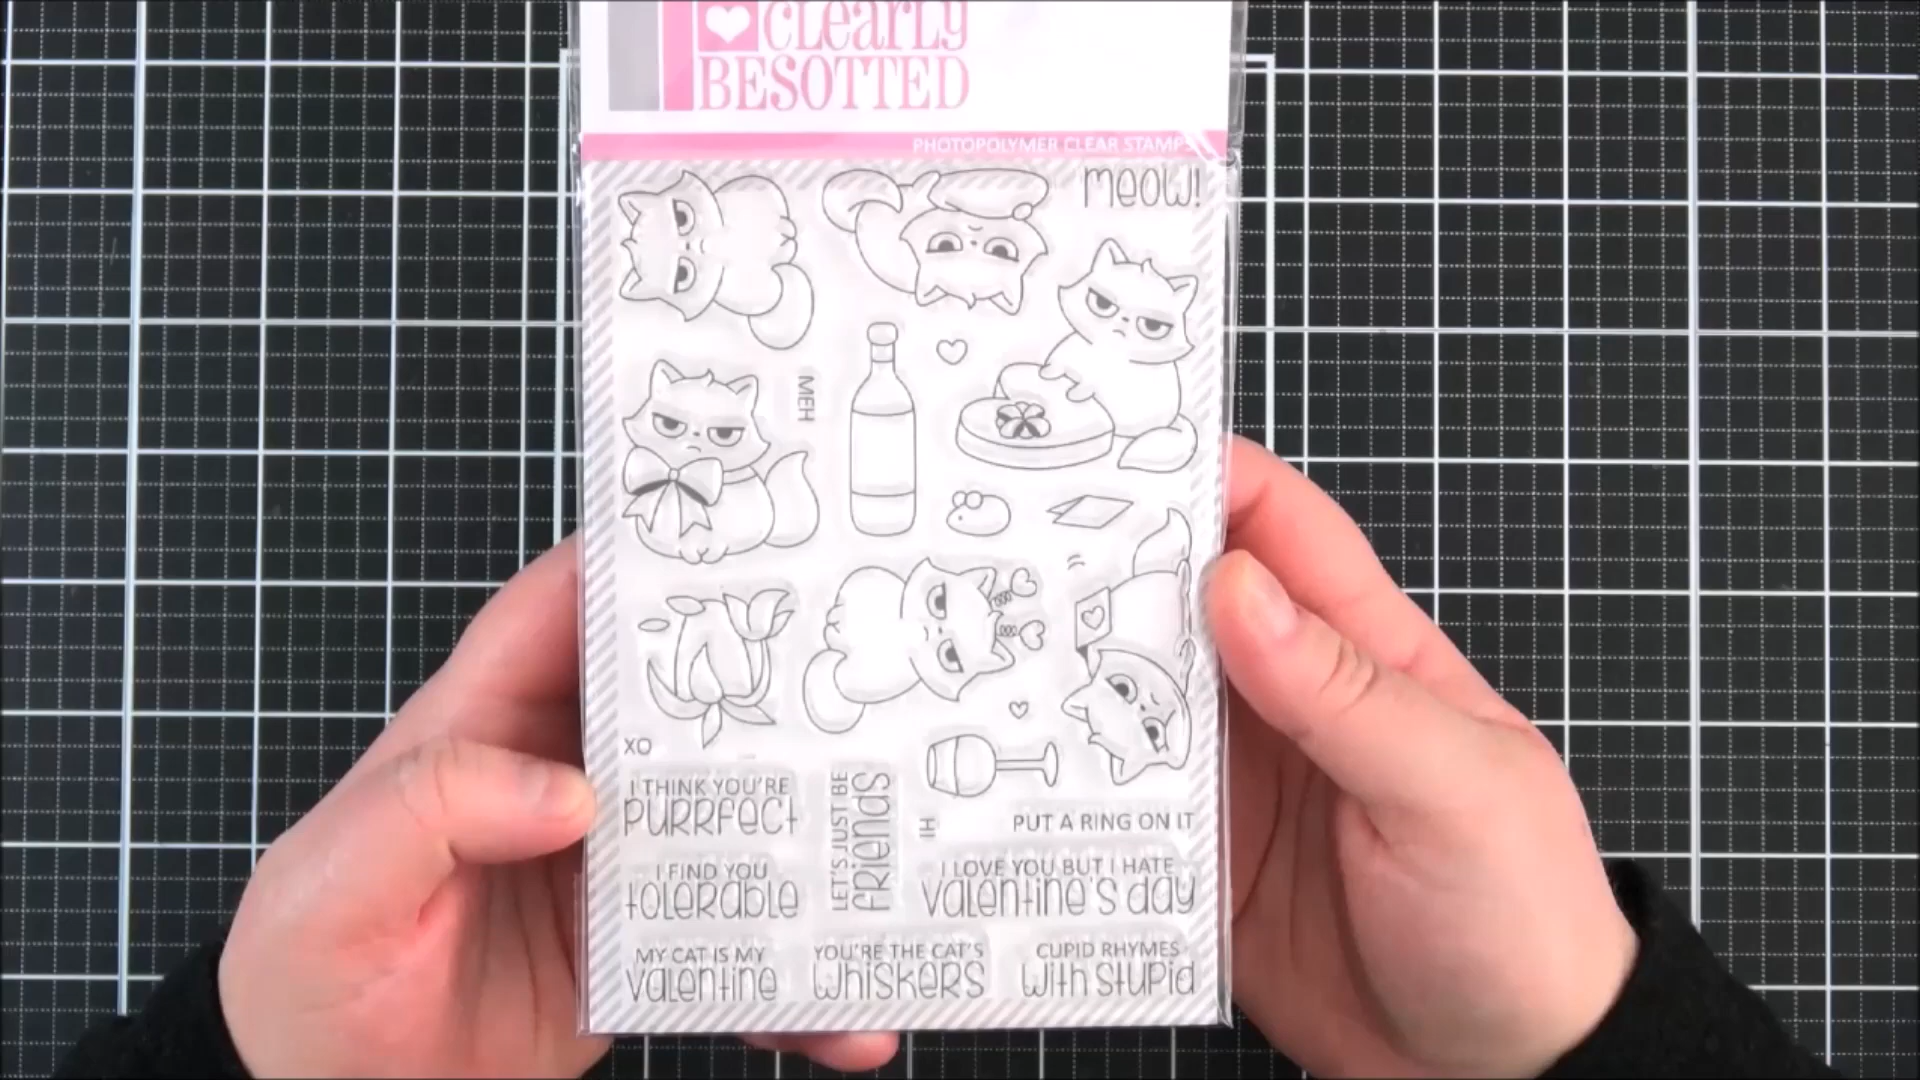 CLEARLY
BESOTTED
PHOTOPOLYMER CLEAR STAMPS
MEOW!
MEH
XO
I THINK YOU'RE
PURRFECT
LET'S JUST BE
FRIENDS
HI
PUT A RING ON IT
I FIND YOU
TOLERABLE
I LOVE YOU BUT I HATE
VALENTINE'S DAY
MY CAT IS MY
VALENTINE
YOU'RE THE CAT'S
WHISKERS
CUPID RHYMES
WITH STUPID